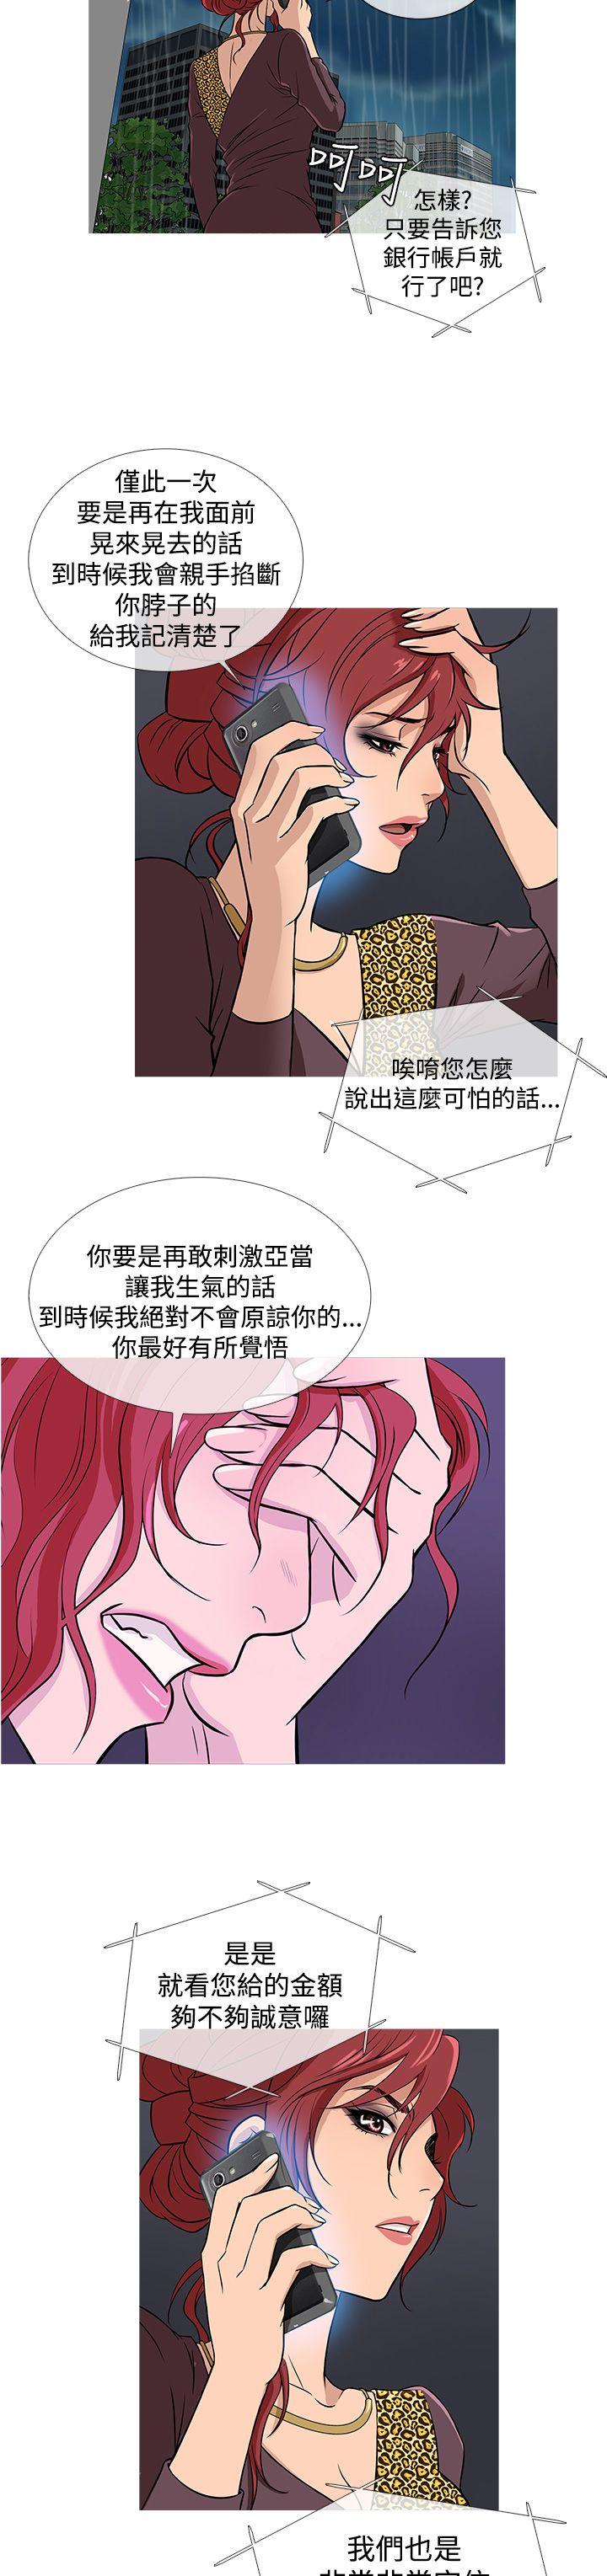 呵呵
怎樣?
只要告訴您
銀行帳戶就
行了吧?
僅此一次
要是再在我面前
晃來晃去的話
到時候我會親手掐斷
你脖子的
給我記清楚了
唉唷您怎麼
說出這麼可怕的話...
你要是再敢刺激亞當
讓我生氣的話
到時候我絕對不會原諒你的...
你最好有所覺悟
是是
就看您給的金額
夠不夠誠意囉
我們也是